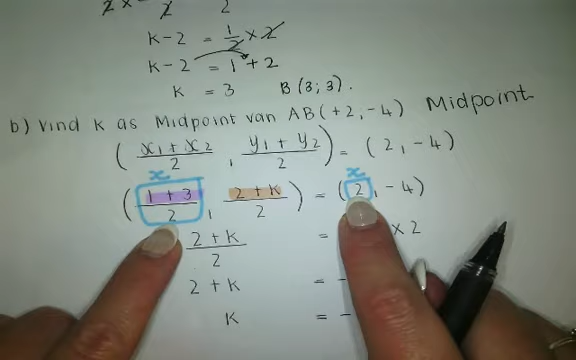 2 2
k - 2 = 1/2 × 2
k - 2 = 1 + 2
k = 3 B(3;3).
b) Vind k as Midpoint van AB(+2,-4) Midpoint
( x₁ + x₂ / 2 , y₁ + y₂ / 2 ) = (2,-4)
x x
( 1 + 3 / 2 , 2 + k / 2 ) = (2,-4)
2 + k / 2 = × 2
2 + k = -
k = -